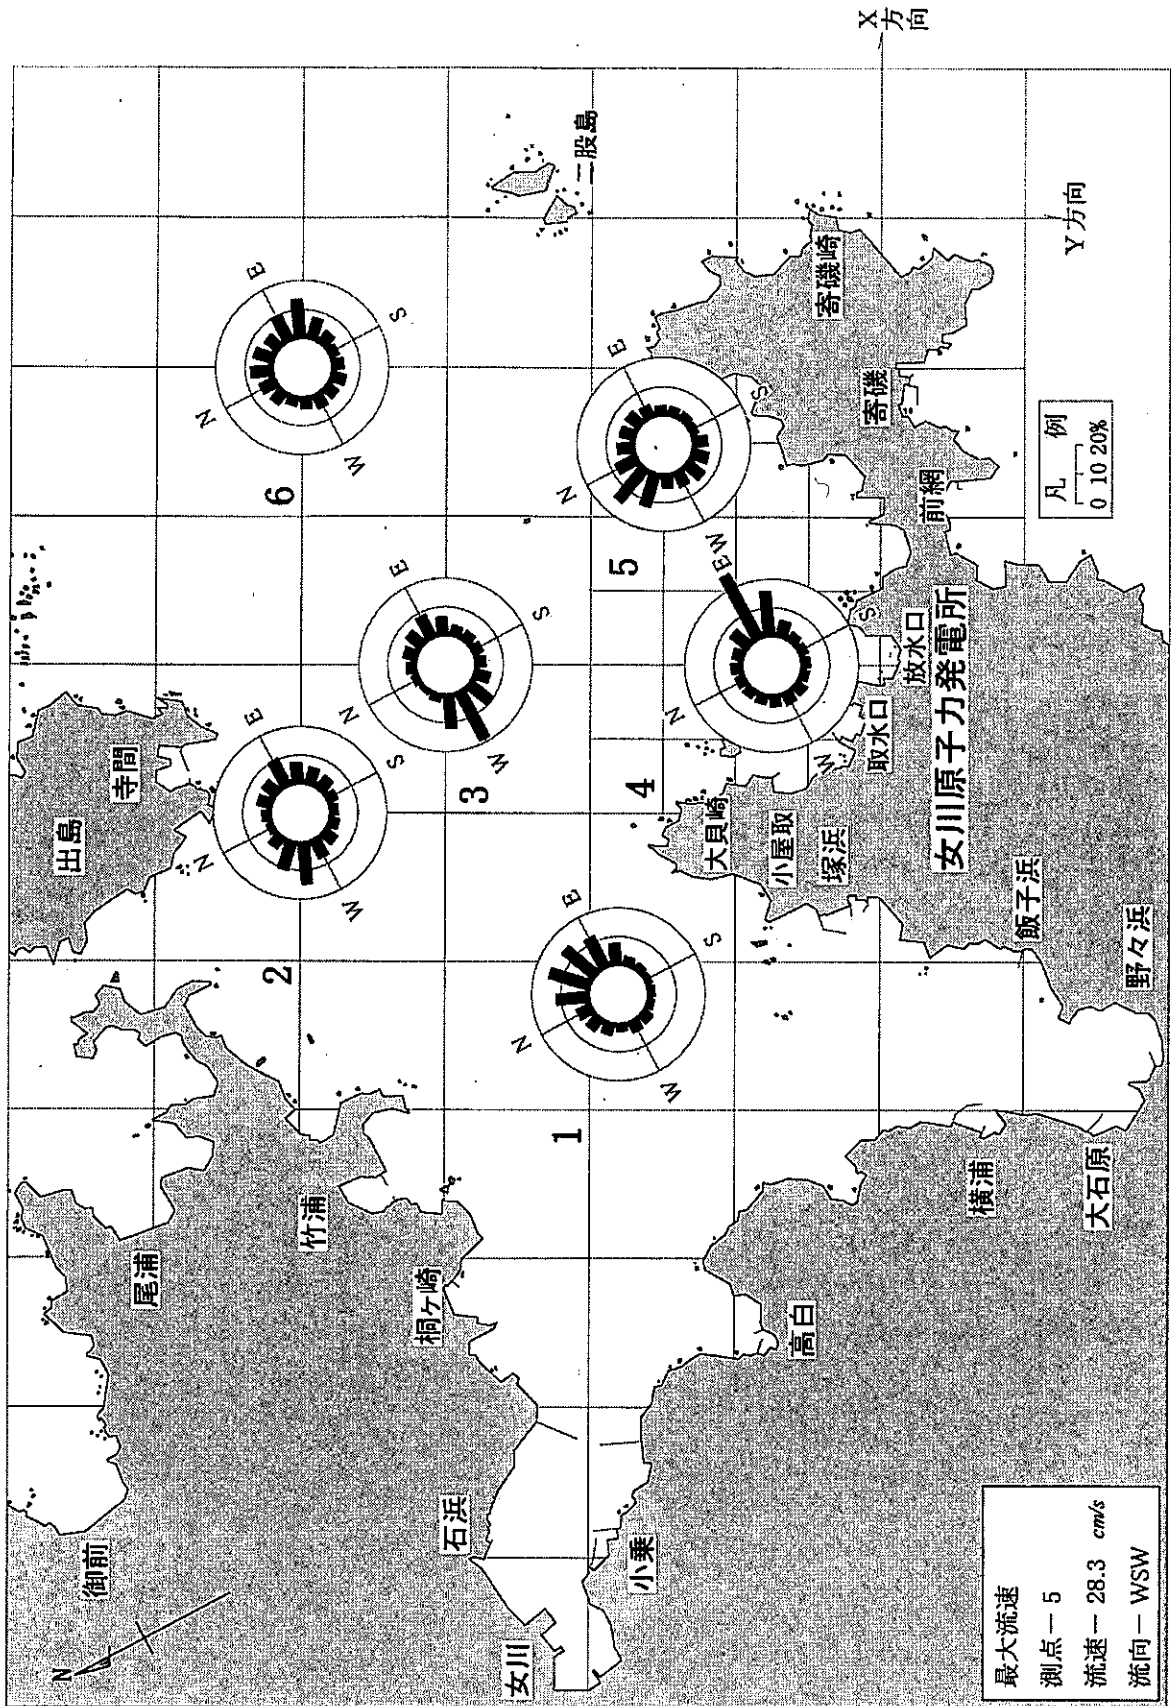 X方向
Y方向
二股島
寄磯崎
寄磯
前網
凡 例
0 10 20%
6
N
E
S
W
5
N
E
S
W
4
N
E
S
W
3
N
E
S
W
2
N
E
S
W
1
N
E
S
W
出島
寺間
大貝崎
小屋取
塚浜
取水口
放水口
女川原子力発電所
飯子浜
野々浜
尾浦
竹浦
桐ヶ崎
高白
横浦
大石原
御前
石浜
小乗
女川
N
最大流速
測点－5
流速－28.3 cm/s
流向－WSW